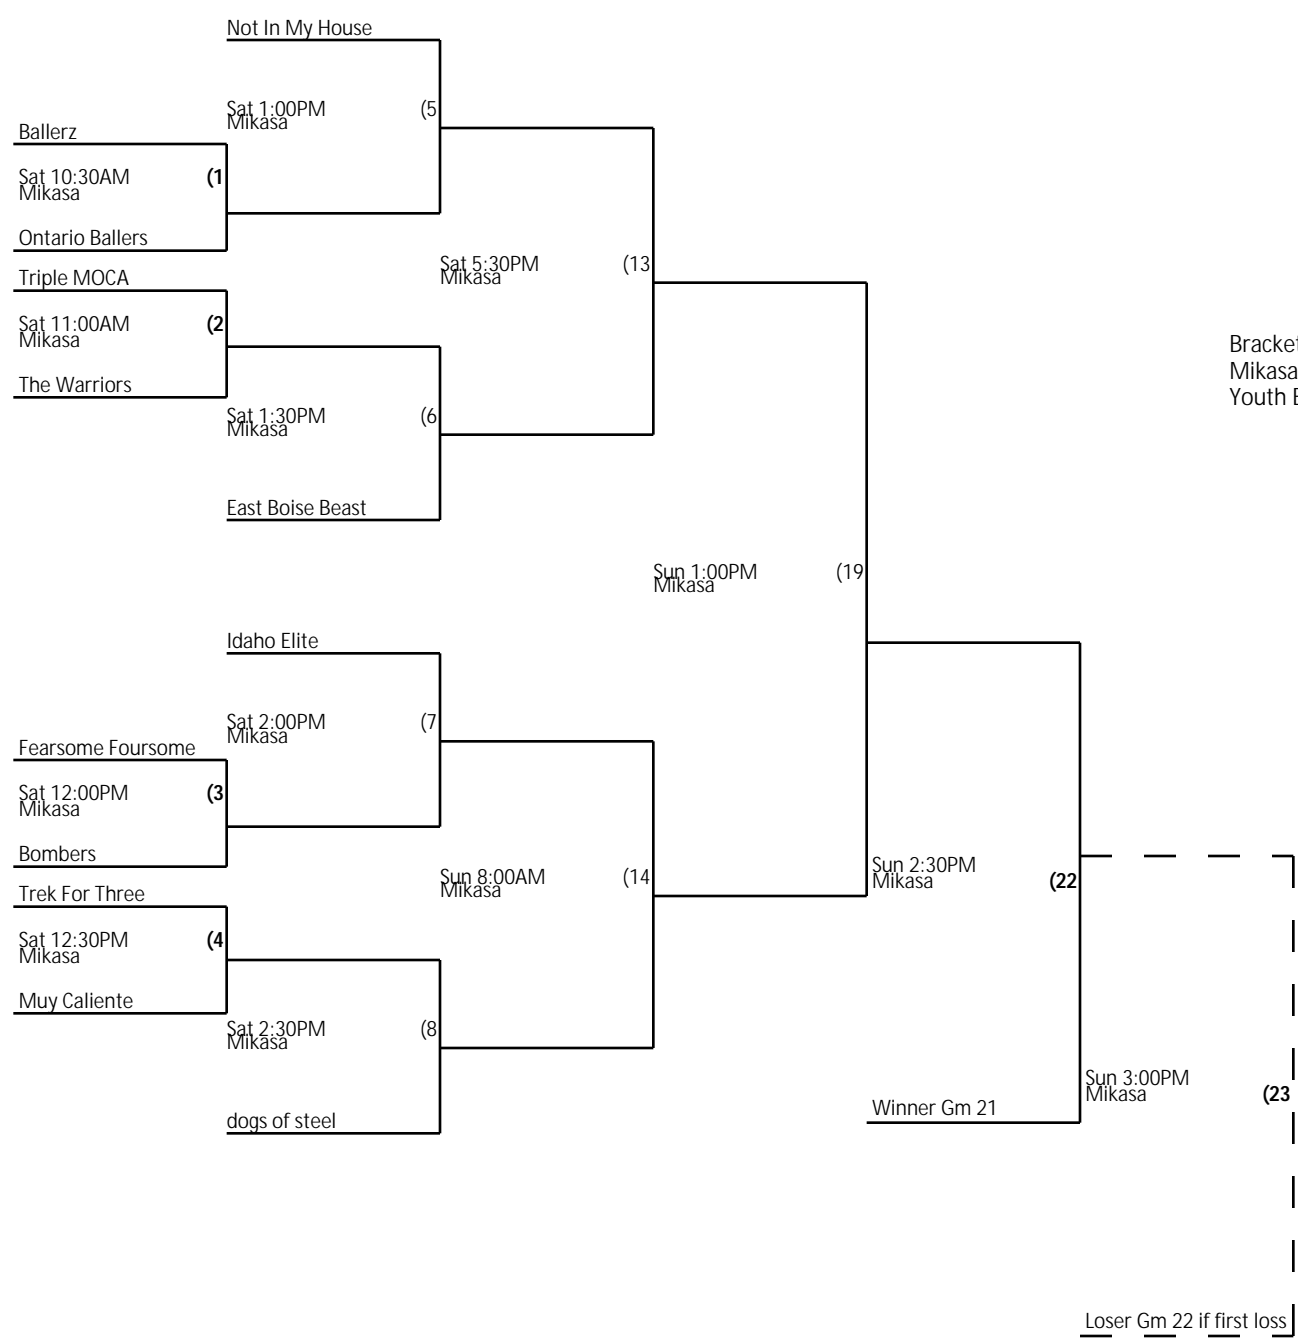 Not In My House
Sat 1:00PM (5
Mikasa
Ballerz
Sat 10:30AM (1
Mikasa
Ontario Ballers
Sat 5:30PM (13
Mikasa
Triple MOCA
Sat 11:00AM (2
Mikasa
The Warriors
Bracket
Mikasa
Youth
Sat 1:30PM (6
Mikasa
East Boise Beast
Sun 1:00PM (19
Mikasa
Idaho Elite
Sat 2:00PM (7
Mikasa
Fearsome Foursome
Sat 12:00PM (3
Mikasa
Bombers
Sun 8:00AM (14
Mikasa
Sun 2:30PM (22
Mikasa
Trek For Three
Sat 12:30PM (4
Mikasa
Muy Caliente
Sat 2:30PM (8
Mikasa
dogs of steel
Sun 3:00PM (23
Mikasa
Winner Gm 21
Loser Gm 22 if first loss